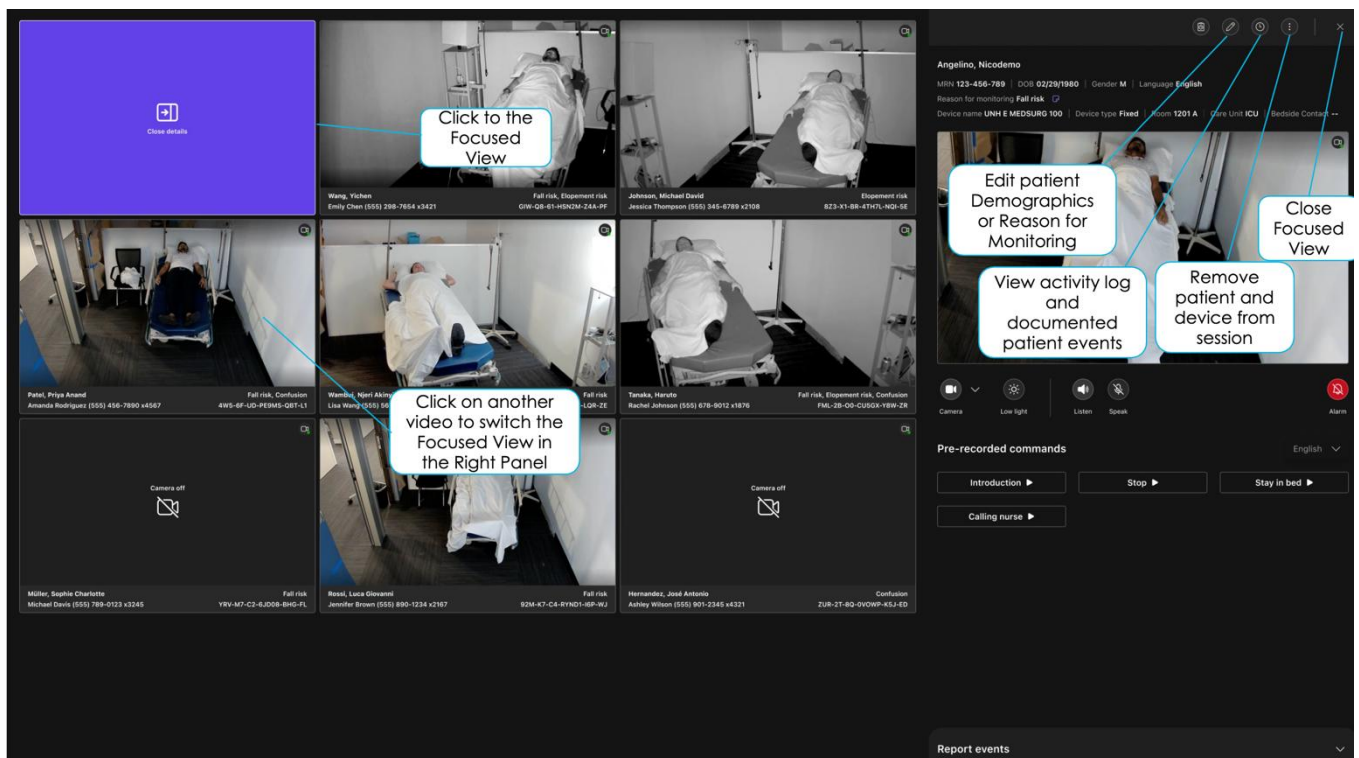 Close details
Click to the
Focused
View
Wang, Yichen
Fall risk, Elopement risk
Emily Chen (555) 298-7654 x3421
GIW-Q8-61-HSN2M-Z4A-PF
Johnson, Michael David
Elopement risk
Jessica Thompson (555) 345-6789 x2108
8Z3-X1-BR-4TH7L-NQI-5E
Patel, Priya Anand
Fall risk, Confusion
Amanda Rodriguez (555) 456-7890 x4567
4W5-6F-UD-PE9MS-QBT-L1
Wambui, Njeri Akiny
Fall risk
Lisa Wang (555) 56
-LQR-ZE
Click on another
video to switch the
Focused View in
the Right Panel
Tanaka, Haruto
Fall risk, Elopement risk, Confusion
Rachel Johnson (555) 678-9012 x1876
FML-2B-O0-CU5GX-Y8W-ZR
Camera off
Müller, Sophie Charlotte
Fall risk
Michael Davis (555) 789-0123 x3245
YRV-M7-C2-6JD08-BHG-FL
Rossi, Luca Giovanni
Fall risk
Jennifer Brown (555) 890-1234 x2167
92M-K7-C4-RYND1-I6P-WJ
Camera off
Hernandez, José Antonio
Confusion
Ashley Wilson (555) 901-2345 x4321
ZUR-2T-8Q-0VOWP-K5J-ED
Angelino, Nicodemo
MRN 123-456-789 | DOB 02/29/1980 | Gender M | Language English
Reason for monitoring Fall risk
Device name UNH E MEDSURG 100 | Device type Fixed | Room 1201 A | Care Unit ICU | Bedside Contact --
Edit patient
Demographics
or Reason for
Monitoring
View activity log
and
documented
patient events
Remove
patient and
device from
session
Close
Focused
View
Camera
Low light
Listen
Speak
Alarm
Pre-recorded commands
English
Introduction
Stop
Stay in bed
Calling nurse
Report events